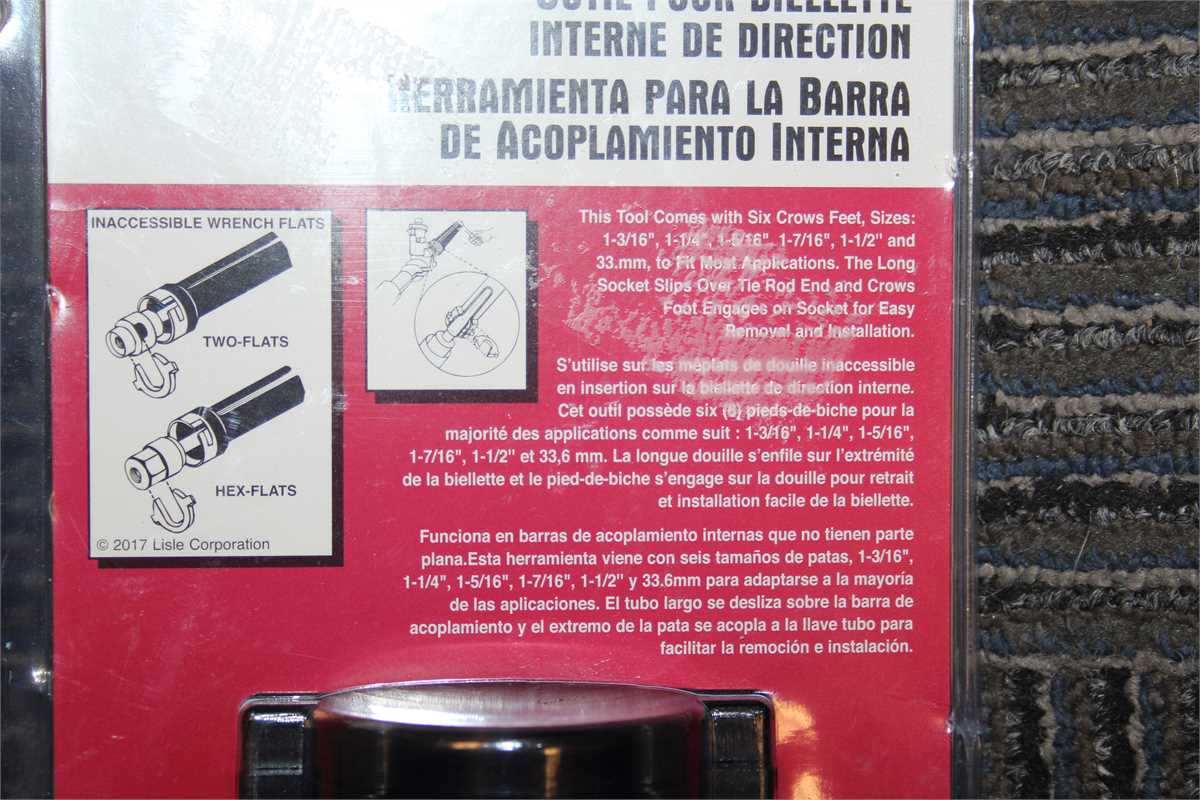 OUTIL POUR BIELLETTE
INTERNE DE DIRECTION
HERRAMIENTA PARA LA BARRA
DE ACOPLAMIENTO INTERNA
INACCESSIBLE WRENCH FLATS
TWO-FLATS
HEX-FLATS
© 2017 Lisle Corporation
This Tool Comes with Six Crows Feet, Sizes:
1-3/16", 1-1/4", 1-5/16", 1-7/16", 1-1/2" and
33.mm, to Fit Most Applications. The Long
Socket Slips Over Tie Rod End and Crows
Foot Engages on Socket for Easy
Removal and Installation.
S'utilise sur les méplats de douille inaccessible
en insertion sur la biellette de direction interne.
Cet outil possède six (6) pieds-de-biche pour la
majorité des applications comme suit : 1-3/16", 1-1/4", 1-5/16",
1-7/16", 1-1/2" et 33,6 mm. La longue douille s'enfile sur l'extrémité
de la biellette et le pied-de-biche s'engage sur la douille pour retrait
et installation facile de la biellette.
Funciona en barras de acoplamiento internas que no tienen parte
plana.Esta herramienta viene con seis tamaños de patas, 1-3/16",
1-1/4", 1-5/16", 1-7/16", 1-1/2" y 33.6mm para adaptarse a la mayoría
de las aplicaciones. El tubo largo se desliza sobre la barra de
acoplamiento y el extremo de la pata se acopla a la llave tubo para
facilitar la remoción e instalación.